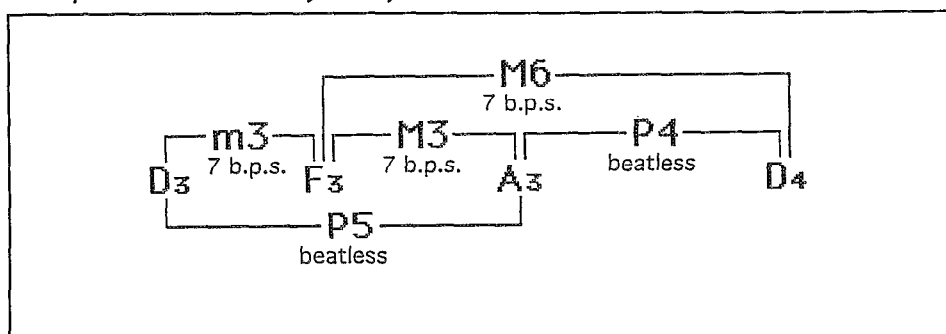 M6
7 b.p.s.
m3 M3 P4
7 b.p.s. 7 b.p.s. beatless
D3 F3 A3 D4
P5
beatless